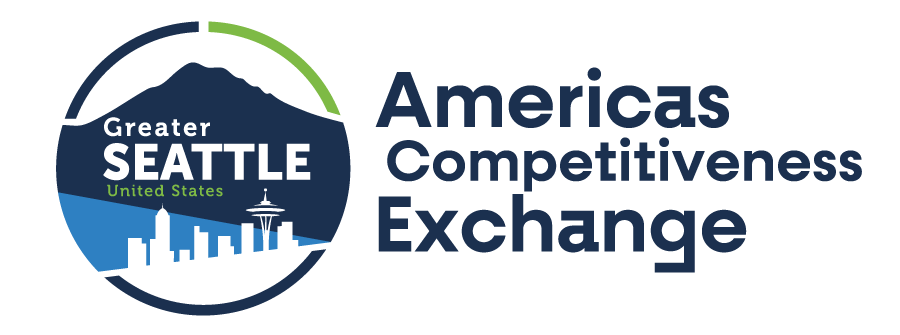 Greater
SEATTLE
United States
Americas
Competitiveness
Exchange